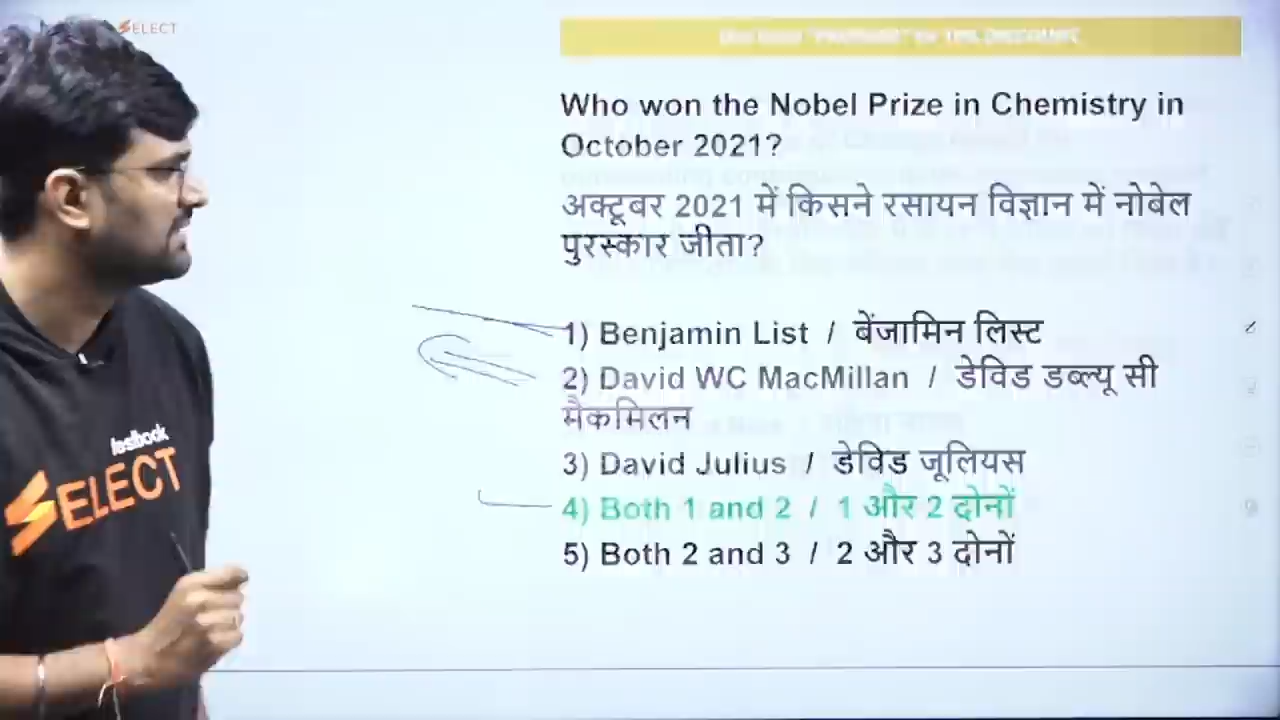 SELECT
Who won the Nobel Prize in Chemistry in
October 2021?
अक्टूबर 2021 में किसने रसायन विज्ञान में नोबेल
पुरस्कार जीता?
1) Benjamin List / बेंजामिन लिस्ट
2) David WC MacMillan / डेविड डब्ल्यू सी
मैकमिलन
3) David Julius / डेविड जूलियस
4) Both 1 and 2 / 1 और 2 दोनों
5) Both 2 and 3 / 2 और 3 दोनों
testbook
SELECT